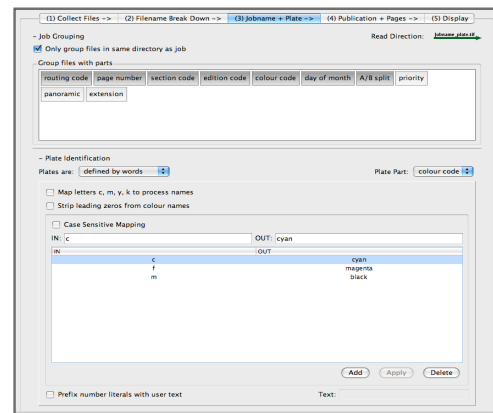 (1) Collect Files -> (2) Filename Break Down -> (3) Jobname + Plate -> (4) Publication + Pages -> (5) Display
– Job Grouping Read Direction: Jobname_plate.tif
Only group files in same directory as job
Group files with parts
routing code page number section code edition code colour code day of month A/B split priority
panoramic extension
– Plate Identification
Plates are: defined by words Plate Part: colour code
Map letters c, m, y, k to process names
Strip leading zeros from colour names
Case Sensitive Mapping
IN: c OUT: cyan
IN OUT
c cyan
f magenta
m black
Add Apply Delete
Prefix number literals with user text Text: